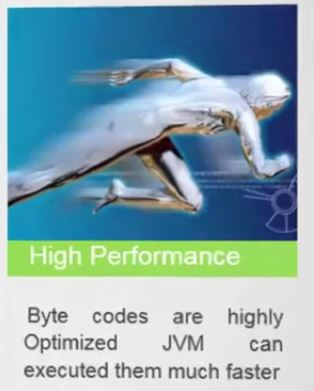 High Performance
Byte codes are highly
Optimized JVM can
executed them much faster